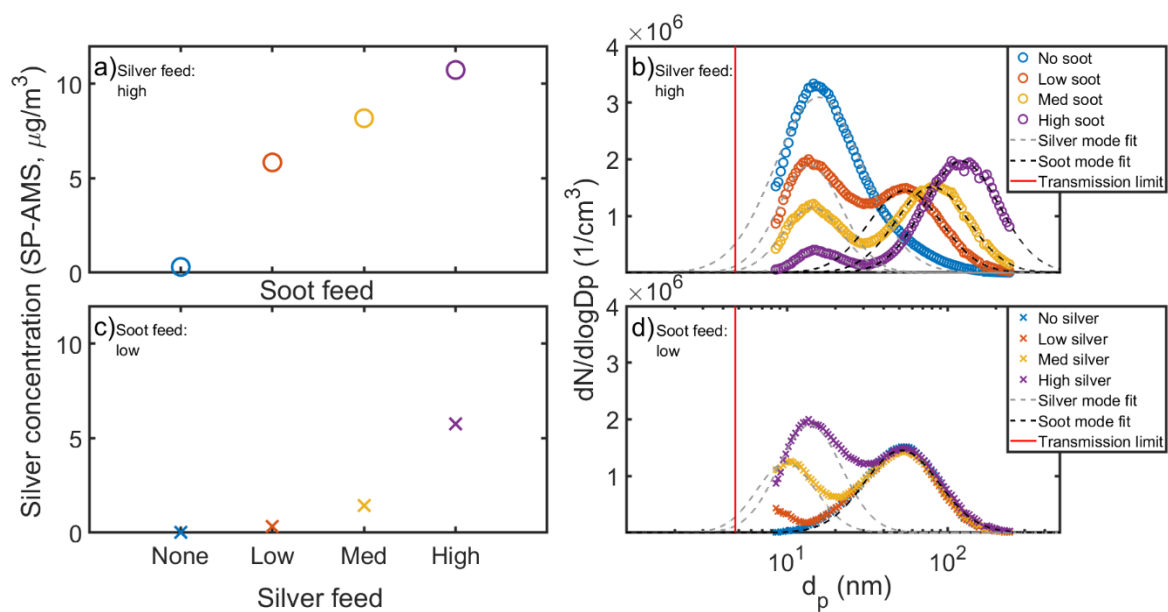 Silver concentration (SP-AMS, μg/m³)
a) Silver feed:
high
10
5
0
Soot feed
c) Soot feed:
low
10
5
0
None Low Med High
Silver feed
dN/dlogDp (1/cm³)
×10⁶
4
3
2
1
b) Silver feed:
high
No soot
Low soot
Med soot
High soot
Silver mode fit
Soot mode fit
Transmission limit
×10⁶
4
3
2
1
d) Soot feed:
low
No silver
Low silver
Med silver
High silver
Silver mode fit
Soot mode fit
Transmission limit
10¹ 10²
dₚ (nm)